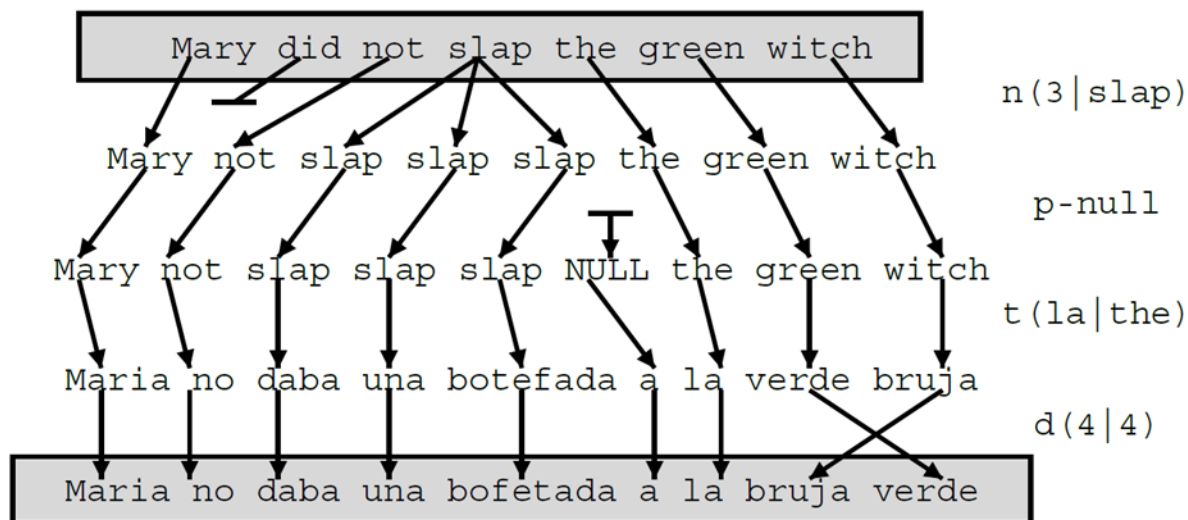 Mary did not slap the green witch
n(3|slap)
Mary not slap slap slap the green witch
p-null
Mary not slap slap slap NULL the green witch
t(la|the)
Maria no daba una botefada a la verde bruja
d(4|4)
Maria no daba una bofetada a la bruja verde